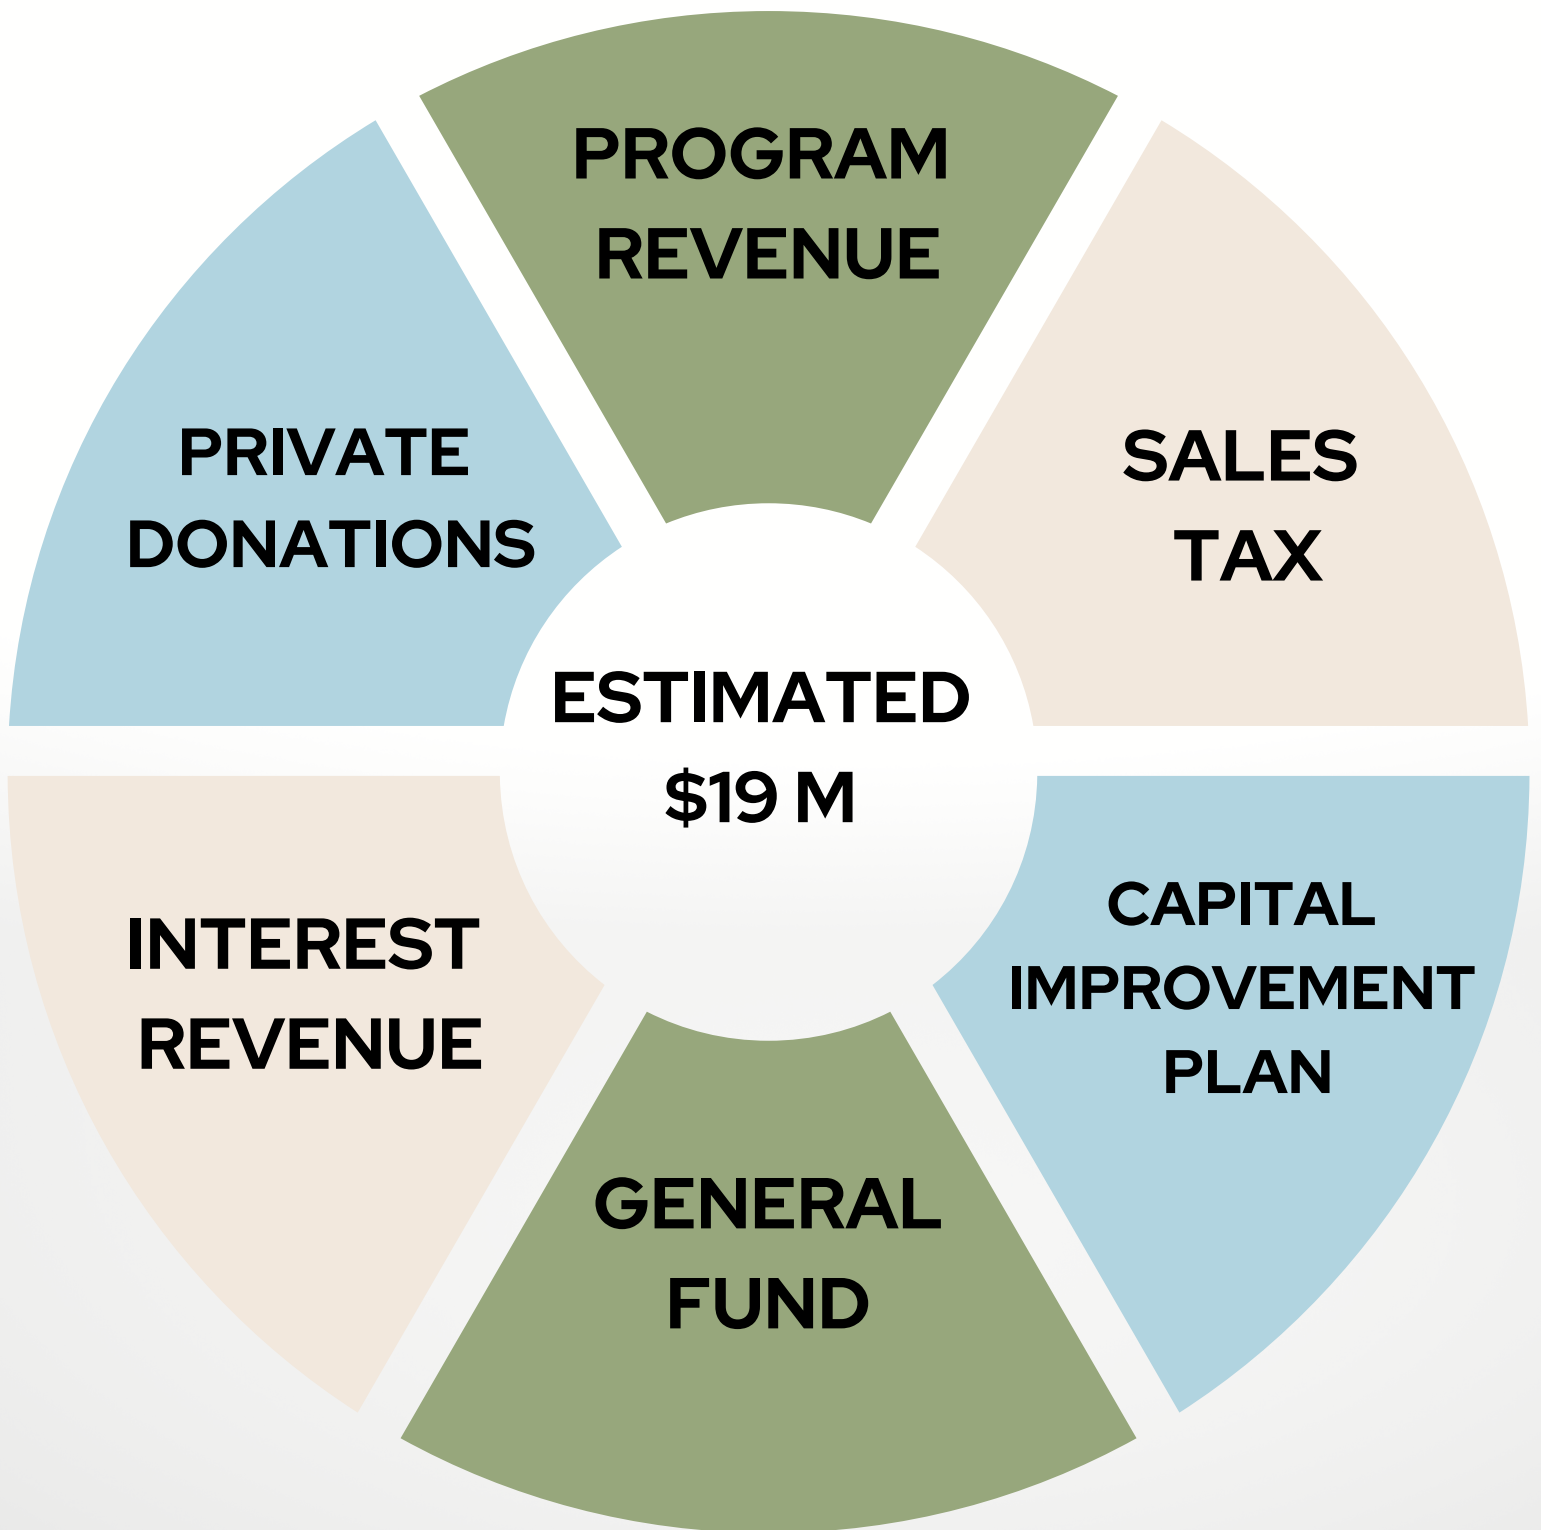 PROGRAM
REVENUE
SALES
TAX
CAPITAL
IMPROVEMENT
PLAN
GENERAL
FUND
INTEREST
REVENUE
PRIVATE
DONATIONS
ESTIMATED
$19 M